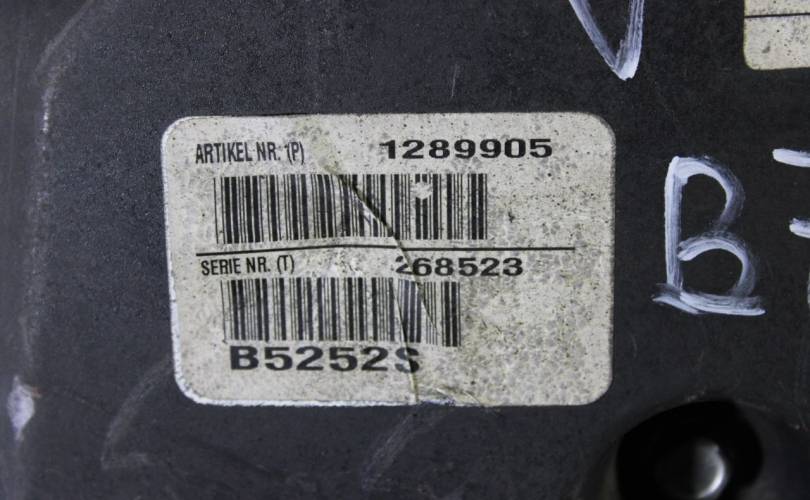 ARTIKEL NR. (P) 1289905
SERIE NR. (T) 268523
B5252S
B